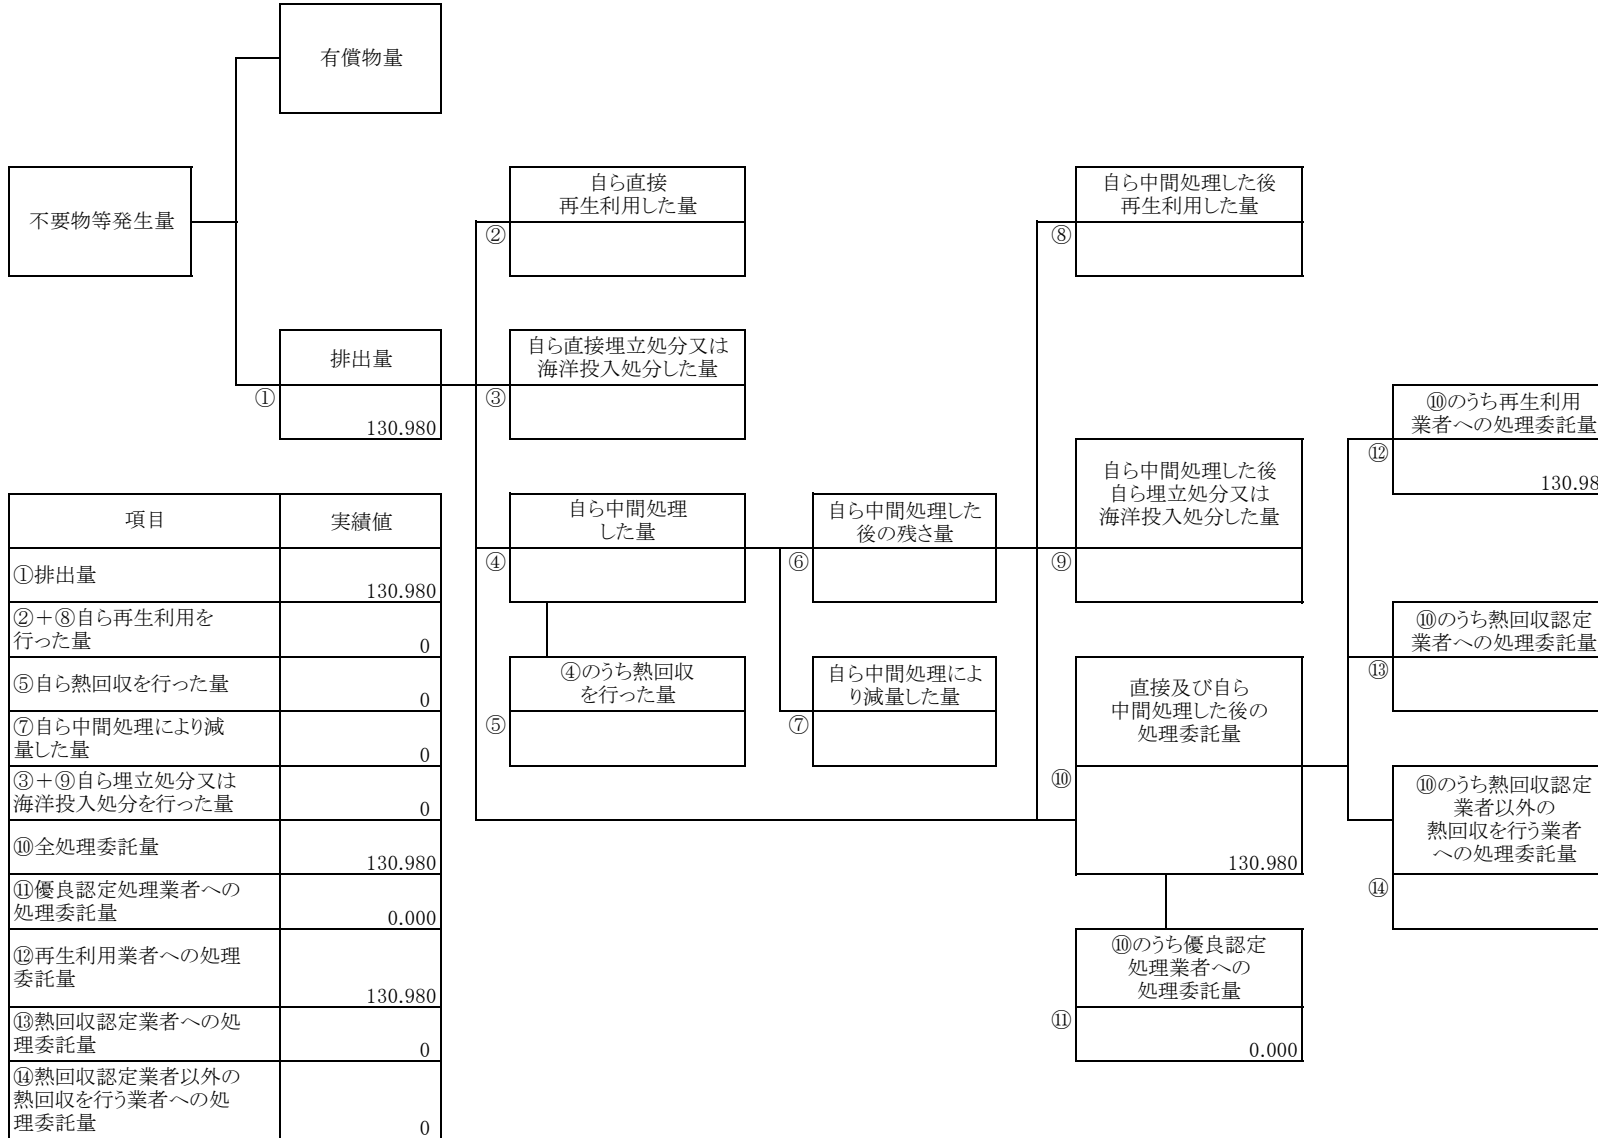 有償物量
不要物等発生量
自ら直接
再生利用した量
②
自ら中間処理した後
再生利用した量
⑧
排出量
①
130.980
自ら直接埋立処分又は
海洋投入処分した量
③
⑩のうち再生利用
業者への処理委託量
⑫
130.98
自ら中間処理した後
自ら埋立処分又は
海洋投入処分した量
⑨
自ら中間処理
した量
④
自ら中間処理した
後の残さ量
⑥
④のうち熱回収
を行った量
⑤
自ら中間処理によ
り減量した量
⑦
⑩のうち熱回収認定
業者への処理委託量
⑬
直接及び自ら
中間処理した後の
処理委託量
⑩
130.980
⑩のうち熱回収認定
業者以外の
熱回収を行う業者
への処理委託量
⑭
⑩のうち優良認定
処理業者への
処理委託量
⑪
0.000
項目 実績値
①排出量
130.980
②+⑧自ら再生利用を
行った量
0
⑤自ら熱回収を行った量
0
⑦自ら中間処理により減
量した量
0
③+⑨自ら埋立処分又は
海洋投入処分を行った量
0
⑩全処理委託量
130.980
⑪優良認定処理業者への
処理委託量
0.000
⑫再生利用業者への処理
委託量
130.980
⑬熱回収認定業者への処
理委託量
0
⑭熱回収認定業者以外の
熱回収を行う業者への処
理委託量
0